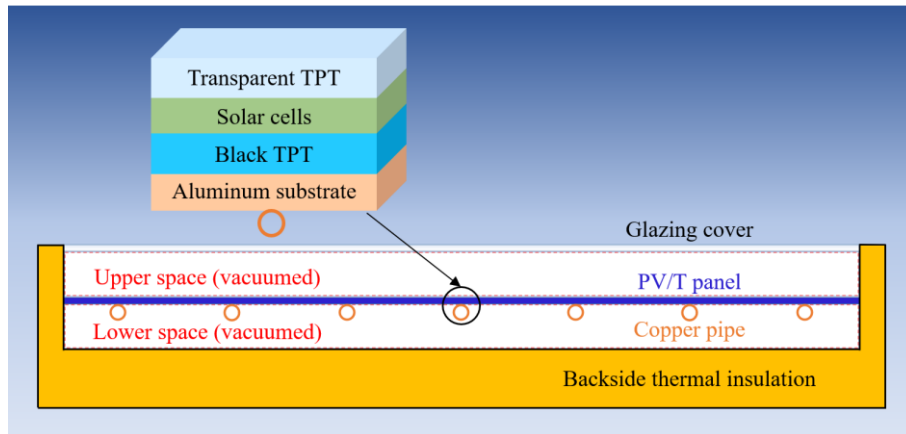 Transparent TPT
Solar cells
Black TPT
Aluminum substrate
Glazing cover
Upper space (vacuumed)
PV/T panel
Lower space (vacuumed)
Copper pipe
Backside thermal insulation